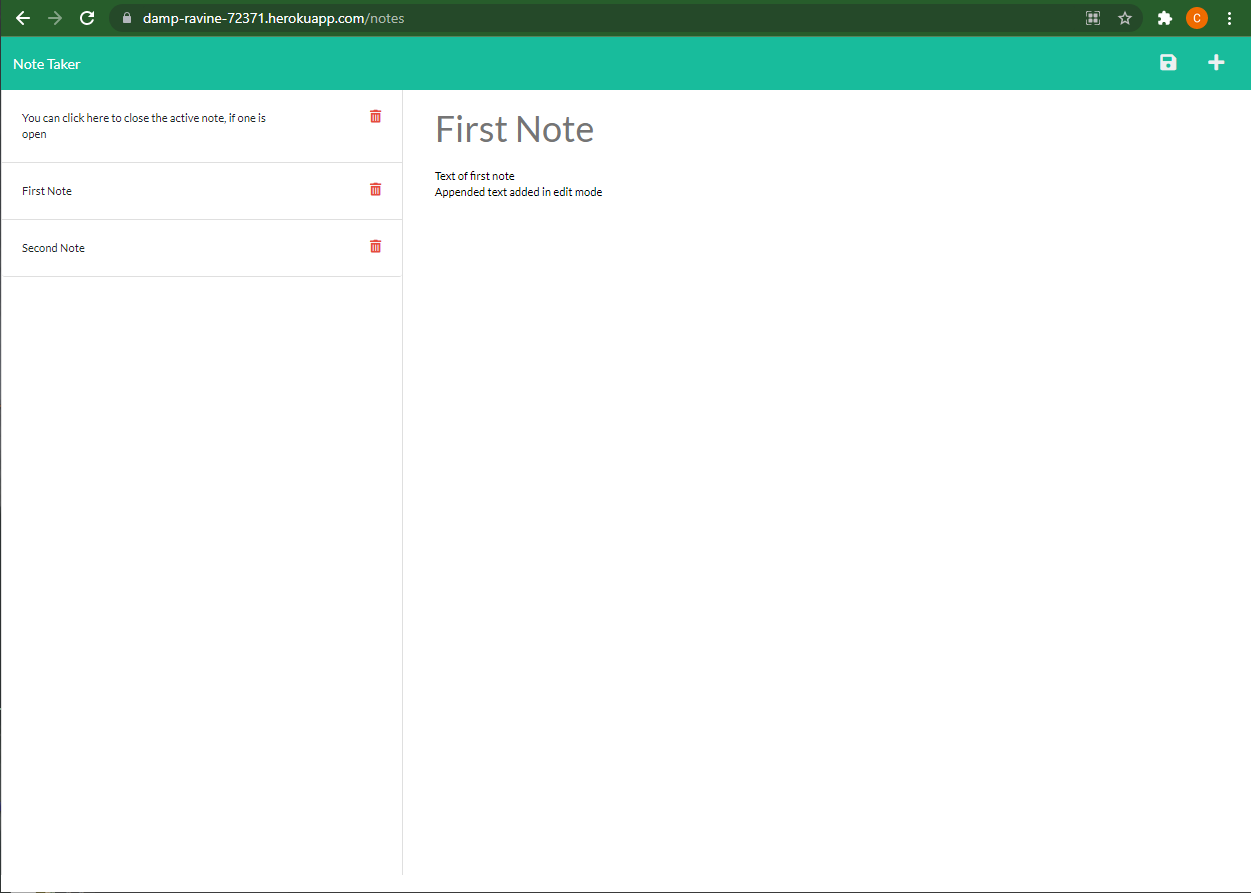 damp-ravine-72371.herokuapp.com/notes
C
Note Taker
You can click here to close the active note, if one is
open
First Note
Second Note
First Note
Text of first note
Appended text added in edit mode